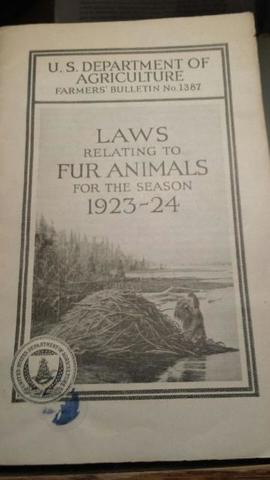 U. S. DEPARTMENT OF
AGRICULTURE
FARMERS' BULLETIN No. 1387
LAWS
RELATING TO
FUR ANIMALS
FOR THE SEASON
1923-24